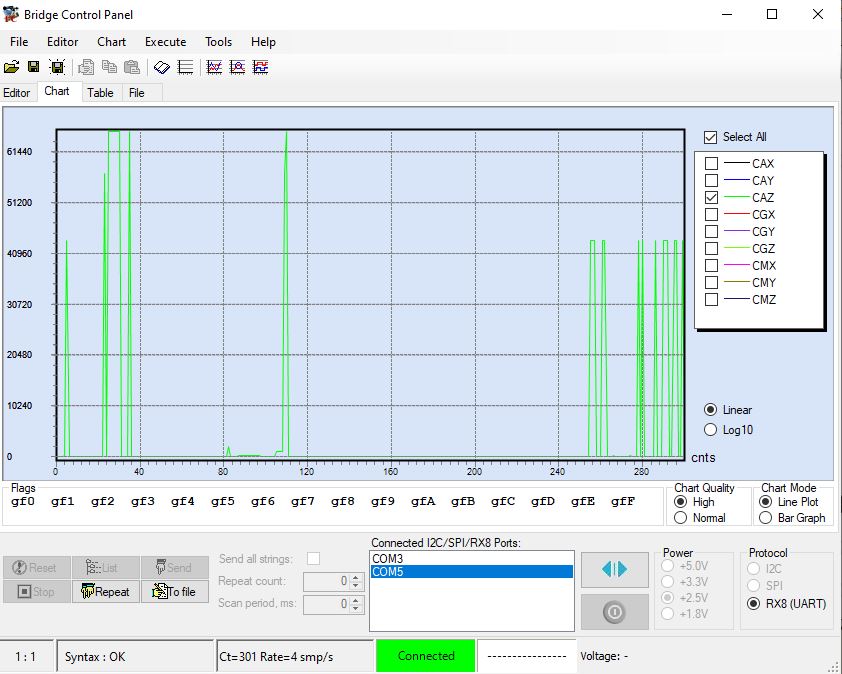 Bridge Control Panel
File Editor Chart Execute Tools Help
Editor Chart Table File
61440
51200
40960
30720
20480
10240
0
0 40 80 120 160 200 240 280
cnts
Select All
CAX
CAY
CAZ
CGX
CGY
CGZ
CMX
CMY
CMZ
Linear
Log10
Flags
gf0 gf1 gf2 gf3 gf4 gf5 gf6 gf7 gf8 gf9 gfA gfB gfC gfD gfE gfF
Chart Quality
High
Normal
Chart Mode
Line Plot
Bar Graph
Reset List Send
Stop Repeat To file
Send all strings:
Repeat count: 0
Scan period, ms: 0
Connected I2C/SPI/RX8 Ports:
COM3
COM5
Power
+5.0V
+3.3V
+2.5V
+1.8V
Protocol
I2C
SPI
RX8 (UART)
1 : 1 Syntax : OK Ct=301 Rate=4 smp/s Connected --------------- Voltage: -